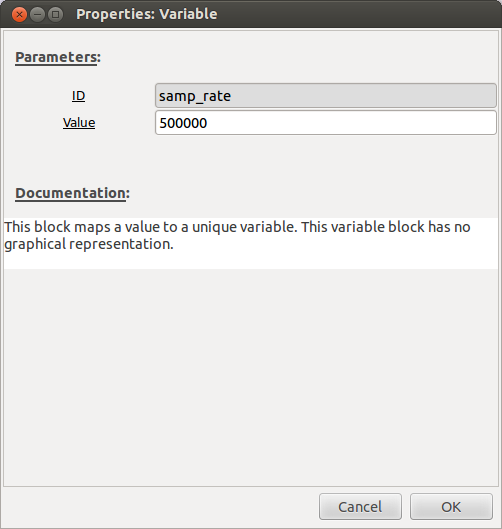 Properties: Variable
Parameters:
ID
samp_rate
Value
500000
Documentation:
This block maps a value to a unique variable. This variable block has no
graphical representation.
Cancel
OK